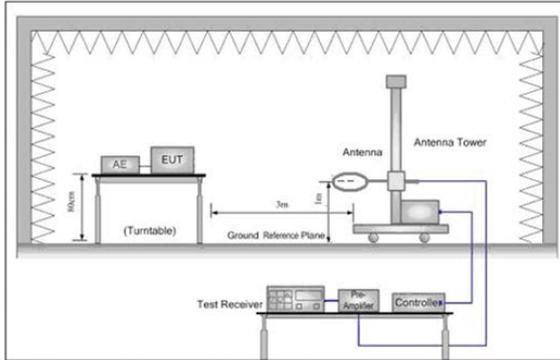 Antenna Tower
Antenna
AE
EUT
80cm
3m
1m
(Turntable)
Ground Reference Plane
Test Receiver
Pre-
Amplifier
Controller